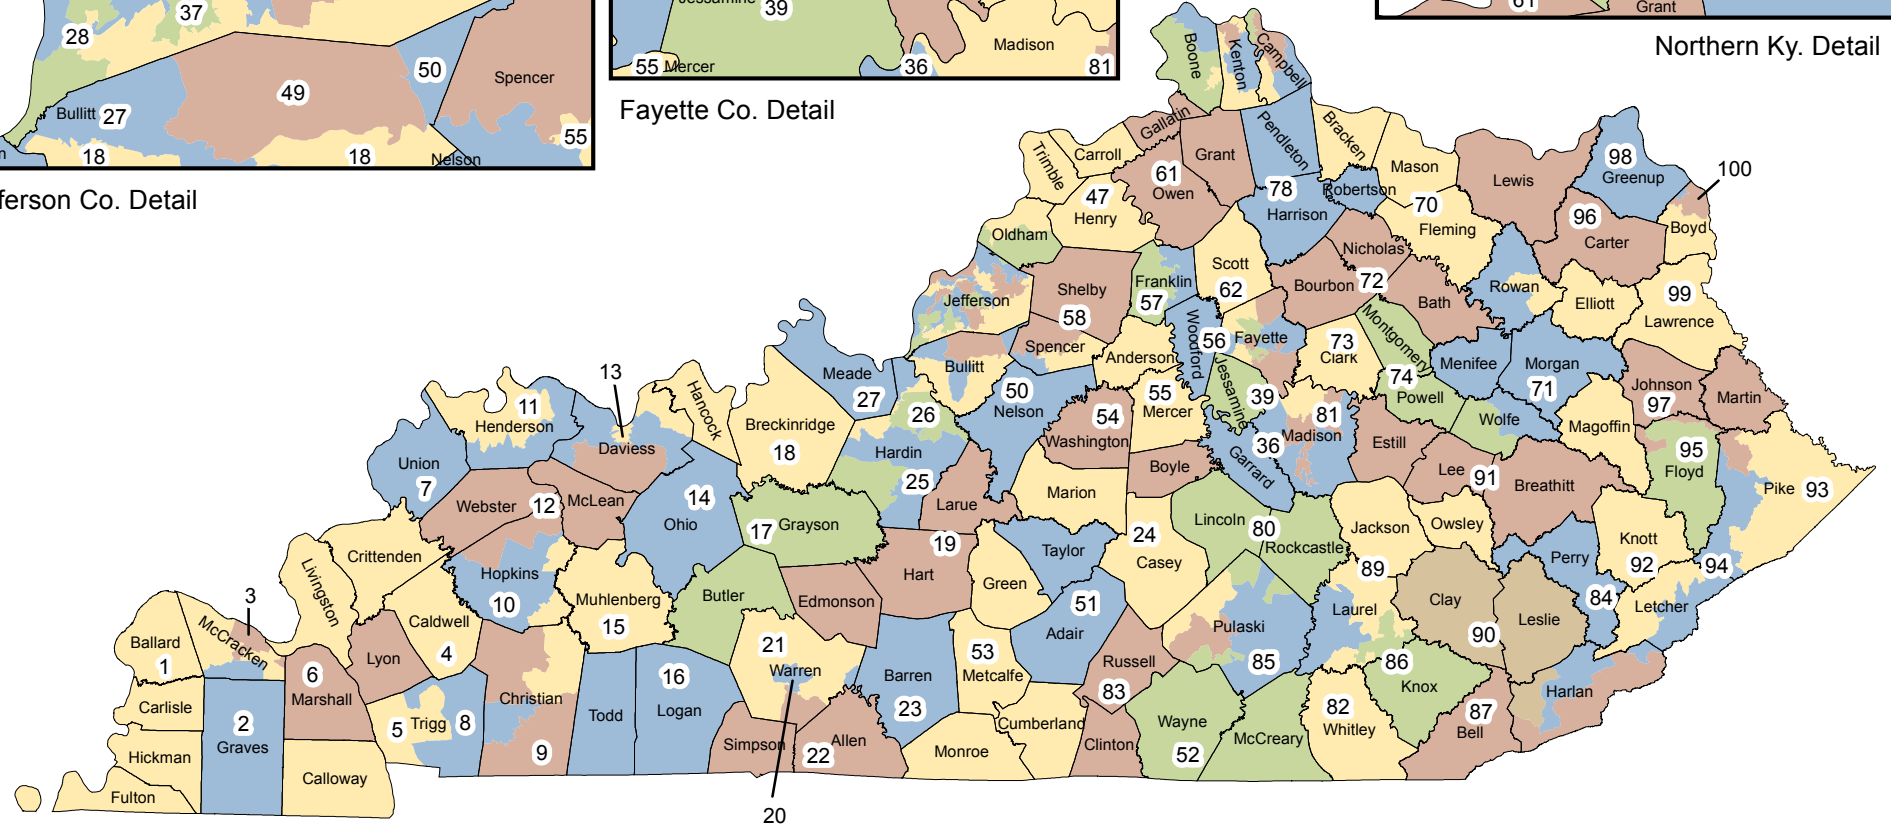 37
28
50
49
Spencer
Bullitt 27
55
18
18
Nelson
ferson Co. Detail
39
Madison
55 Mercer
36
81
Fayette Co. Detail
61
Grant
Northern Ky. Detail
Boone
Kenton
Campbell
Gallatin
Pendleton
Bracken
Trimble
Carroll
Grant
Mason
98
Greenup
100
61
Owen
Lewis
78
Robertson
47
Henry
Harrison
70
Fleming
96
Carter
Boyd
Oldham
Nicholas
Scott
62
Franklin
57
Bourbon
72
Bath
Rowan
Elliott
99
Lawrence
Jefferson
Shelby
58
Woodford
56
Fayette
Montgomery
73
Clark
Spencer
Anderson
Menifee
Morgan
71
Bullitt
Meade
27
13
11
Henderson
Hancock
Breckinridge
18
26
50
Nelson
54
Washington
55
Mercer
Jessamine
39
81
Madison
74
Powell
Johnson
97
Martin
Wolfe
Magoffin
Daviess
Hardin
36
Garrard
Estill
Union
7
Lee
91
Breathitt
95
Floyd
Pike 93
25
Boyle
Marion
Larue
14
Ohio
Webster
12
McLean
17
Grayson
Lincoln
80
Rockcastle
Jackson
Owsley
Knott
92
Perry
94
Crittenden
19
Hart
Taylor
24
Casey
Livingston
Hopkins
10
Green
89
84
3
Butler
Edmonson
51
Adair
Laurel
Clay
90
Leslie
Letcher
Muhlenberg
15
McCracken
Ballard
1
Caldwell
4
Pulaski
85
21
Warren
53
Metcalfe
Lyon
6
Marshall
Russell
83
86
Knox
16
Logan
Barren
23
Christian
9
Todd
Harlan
Carlisle
2
Graves
5
Trigg
8
Cumberland
Wayne
52
82
Whitley
87
Bell
McCreary
Simpson
22
Allen
Clinton
Monroe
Hickman
Calloway
Fulton
20